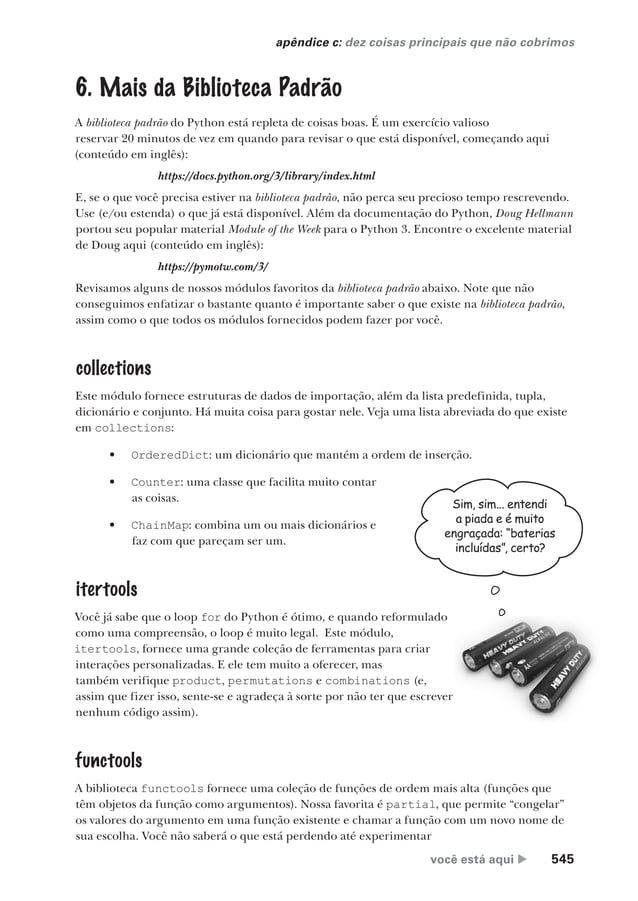 apêndice c: dez coisas principais que não cobrimos
6. Mais da Biblioteca Padrão
A biblioteca padrão do Python está repleta de coisas boas. É um exercício valioso
reservar 20 minutos de vez em quando para revisar o que está disponível, começando aqui
(conteúdo em inglês):
https://docs.python.org/3/library/index.html
E, se o que você precisa estiver na biblioteca padrão, não perca seu precioso tempo rescrevendo.
Use (e/ou estenda) o que já está disponível. Além da documentação do Python, Doug Hellmann
portou seu popular material Module of the Week para o Python 3. Encontre o excelente material
de Doug aqui (conteúdo em inglês):
https://pymotw.com/3/
Revisamos alguns de nossos módulos favoritos da biblioteca padrão abaixo. Note que não
conseguimos enfatizar o bastante quanto é importante saber o que existe na biblioteca padrão,
assim como o que todos os módulos fornecidos podem fazer por você.
collections
Este módulo fornece estruturas de dados de importação, além da lista predefinida, tupla,
dicionário e conjunto. Há muita coisa para gostar nele. Veja uma lista abreviada do que existe
em collections:
• OrderedDict: um dicionário que mantém a ordem de inserção.
• Counter: uma classe que facilita muito contar
as coisas.
• ChainMap: combina um ou mais dicionários e
faz com que pareçam ser um.
Sim, sim... entendi
a piada e é muito
engraçada: "baterias
incluídas", certo?
itertools
Você já sabe que o loop for do Python é ótimo, e quando reformulado
como uma compreensão, o loop é muito legal. Este módulo,
itertools, fornece uma grande coleção de ferramentas para criar
interações personalizadas. E ele tem muito a oferecer, mas
também verifique product, permutations e combinations (e,
assim que fizer isso, sente-se e agradeça à sorte por não ter que escrever
nenhum código assim).
HEAVY DUTY
HEAVY DUTY
HEAVY DUTY
functools
A biblioteca functools fornece uma coleção de funções de ordem mais alta (funções que
têm objetos da função como argumentos). Nossa favorita é partial, que permite “congelar”
os valores do argumento em uma função existente e chamar a função com um novo nome de
sua escolha. Você não saberá o que está perdendo até experimentar
você está aqui ▶ 545